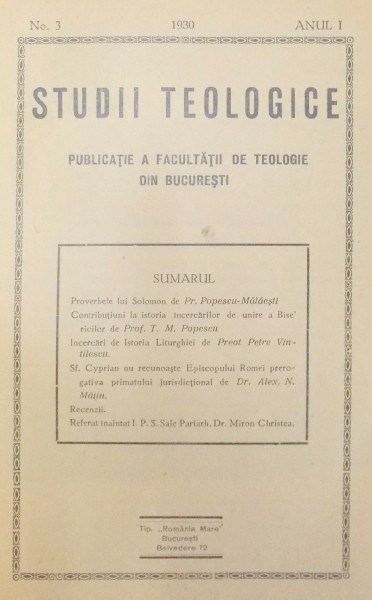 No. 3 1930 ANUL I
STUDII TEOLOGICE
PUBLICAȚIE A FACULTĂȚII DE TEOLOGIE
DIN BUCUREȘTI
SUMARUL
Proverbele lui Solomon de Pr. Popescu-Mălăești
Contribuțiuni la istoria încercărilor de unire a Bise'
ricilor de Prof. T. M. Popescu
Incercări de Istoria Liturghiei de Preot Petre Vin-
tilescu.
Sf. Cyprian nu recunoaște Episcopului Romei prero-
gativa primatului jurisdicțional de Dr. Alex. N.
Mățin.
Recenzii.
Referat înaintat I. P. S. Sale Pariarh. Dr. Miron Christea.
Tip. „România Mare"
București
Belvedere 12